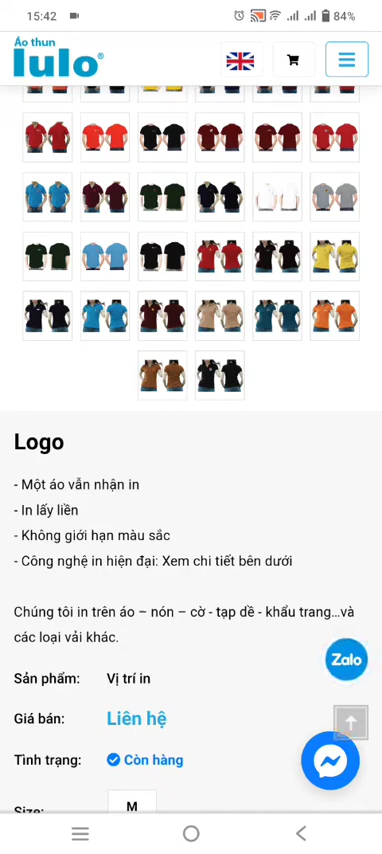 15:42
84%
Áo thun
lulo®
Logo
- Một áo vẫn nhận in
- In lấy liền
- Không giới hạn màu sắc
- Công nghệ in hiện đại: Xem chi tiết bên dưới
Chúng tôi in trên áo – nón – cờ - tạp dề - khẩu trang…và
các loại vải khác.
Zalo
Sản phẩm: Vị trí in
Giá bán: Liên hệ
Tình trạng: Còn hàng
Size: M